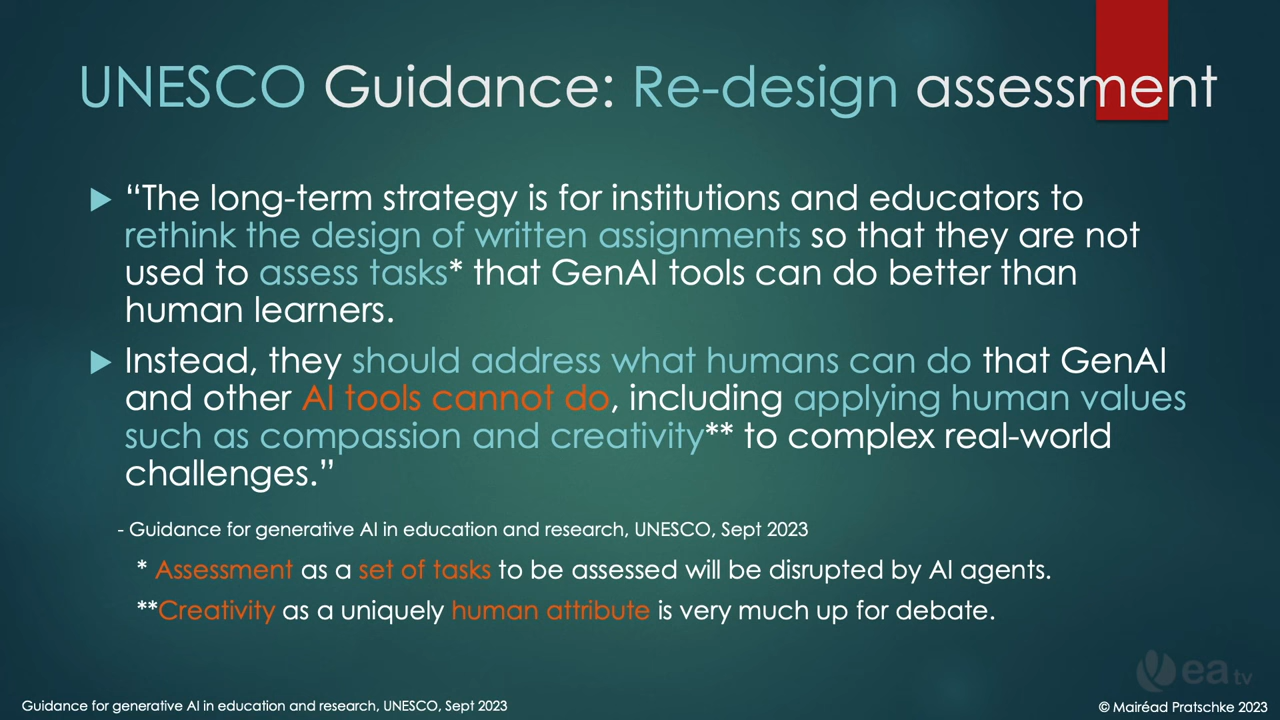 UNESCO Guidance: Re-design assessment
“The long-term strategy is for institutions and educators to
rethink the design of written assignments so that they are not
used to assess tasks* that GenAI tools can do better than
human learners.
Instead, they should address what humans can do that GenAI
and other AI tools cannot do, including applying human values
such as compassion and creativity** to complex real-world
challenges.”
- Guidance for generative AI in education and research, UNESCO, Sept 2023
* Assessment as a set of tasks to be assessed will be disrupted by AI agents.
**Creativity as a uniquely human attribute is very much up for debate.
ea tv
Guidance for generative AI in education and research, UNESCO, Sept 2023
© Mairéad Pratschke 2023